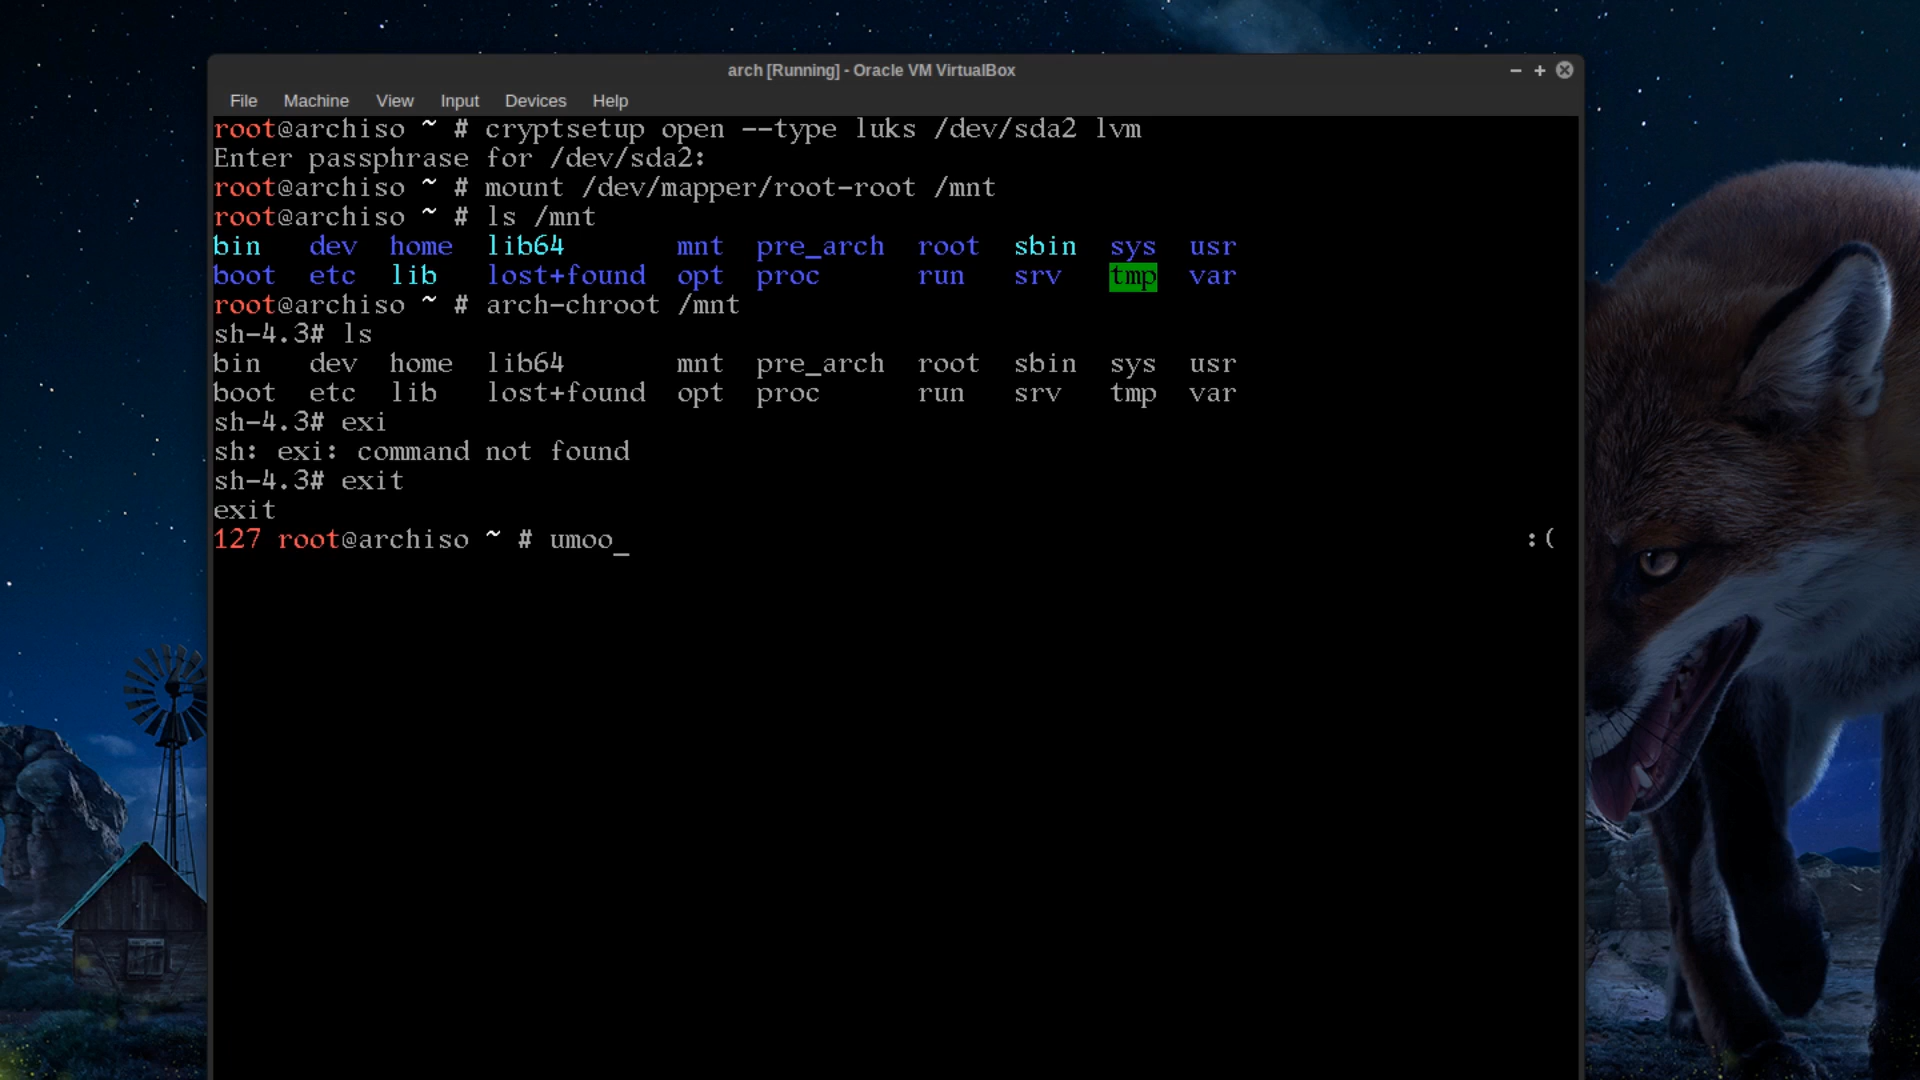 arch [Running] - Oracle VM VirtualBox
File Machine View Input Devices Help
root@archiso ~ # cryptsetup open --type luks /dev/sda2 lvm
Enter passphrase for /dev/sda2:
root@archiso ~ # mount /dev/mapper/root-root /mnt
root@archiso ~ # ls /mnt
bin dev home lib64 mnt pre_arch root sbin sys usr
boot etc lib lost+found opt proc run srv tmp var
root@archiso ~ # arch-chroot /mnt
sh-4.3# ls
bin dev home lib64 mnt pre_arch root sbin sys usr
boot etc lib lost+found opt proc run srv tmp var
sh-4.3# exi
sh: exi: command not found
sh-4.3# exit
exit
127 root@archiso ~ # umoo_ :(